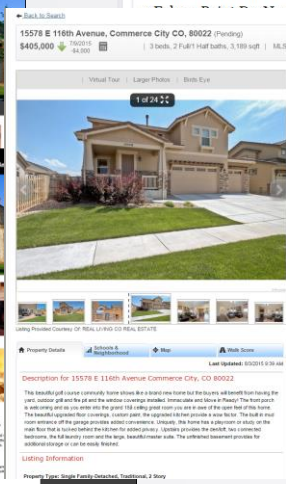 Back to Search
15578 E 116th Avenue, Commerce City CO, 80022 (Pending)
$405,000 7/9/2015 -$4,000 | 3 beds, 2 Full/1 Half baths, 3,189 sqft | MLS
| Virtual Tour | Larger Photos | Birds Eye
1 of 24
Listing Provided Courtesy Of: REAL LIVING CO REAL ESTATE
Property Details Schools & Neighborhood Map Walk Score
Last Updated: 8/3/2015 8:36 AM
Description for 15578 E 116th Avenue Commerce City, CO 80022
This beautiful golf course community home shows like a brand new home but the buyers will benefit from having the
yard, outdoor grill and fire pit and the window coverings installed. Immaculate and Move in Ready! The front porch
is welcoming and as you enter into the grand tiled ceiling great room you are in awe of the open feel of this home.
The beautiful upgraded floor coverings, custom paint, the upgraded kitchen provide a wow factor. The built in mud
room entrance off the garage provides added convenience. Uniquely, this home has a playroom or study on the
main floor that is tucked behind the kitchen for added privacy. Upstairs provides the den/loft, two connected
bedrooms, the full laundry room and the large, beautiful master suite. The unfinished basement provides for
additional storage or can be easily finished.
Listing Information
Property Type: Single Family Detached, Traditional, 2 Story